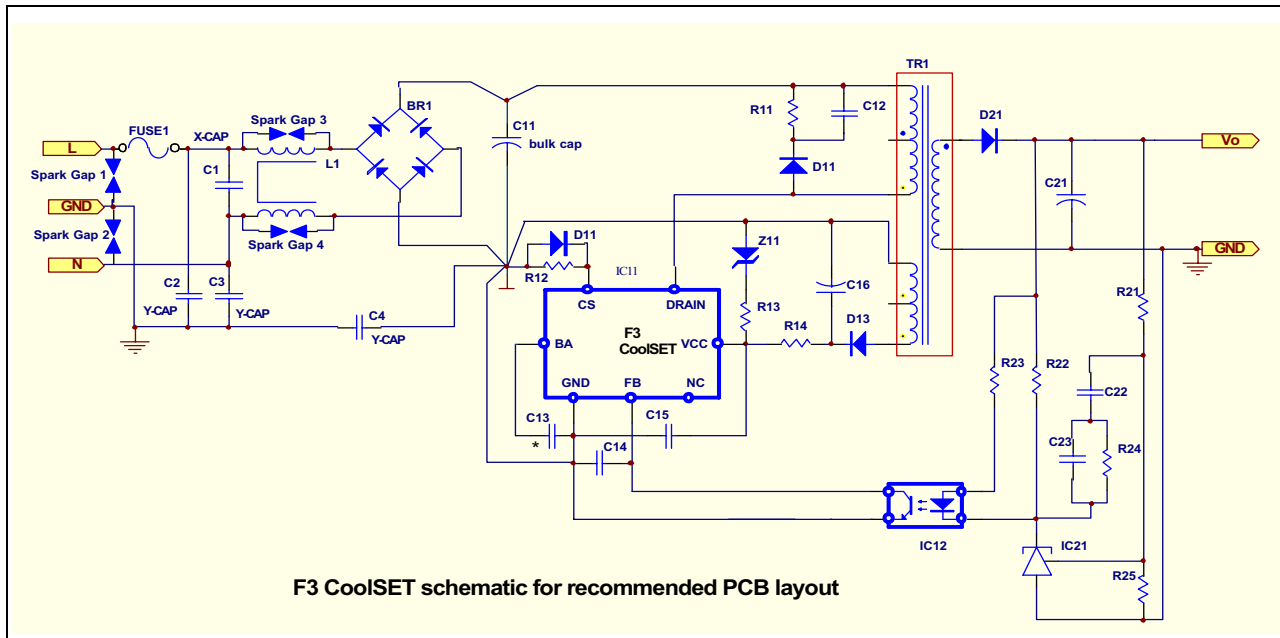 TR1
BR1
FUSE1
X-CAP
Spark Gap 3
C11
bulk cap
R11
C12
D21
L
Vo
C1
L1
D11
Spark Gap 1
C21
GND
Spark Gap 2
Spark Gap 4
D11
Z11
GND
N
R12
IC11
C2
C3
CS
DRAIN
C16
R21
Y-CAP
Y-CAP
C4
Y-CAP
F3
CoolSET
R13
R14
D13
BA
VCC
R23
R22
GND
FB
NC
C22
C13
*
C15
C14
C23
R24
IC12
IC21
R25
F3 CoolSET schematic for recommended PCB layout